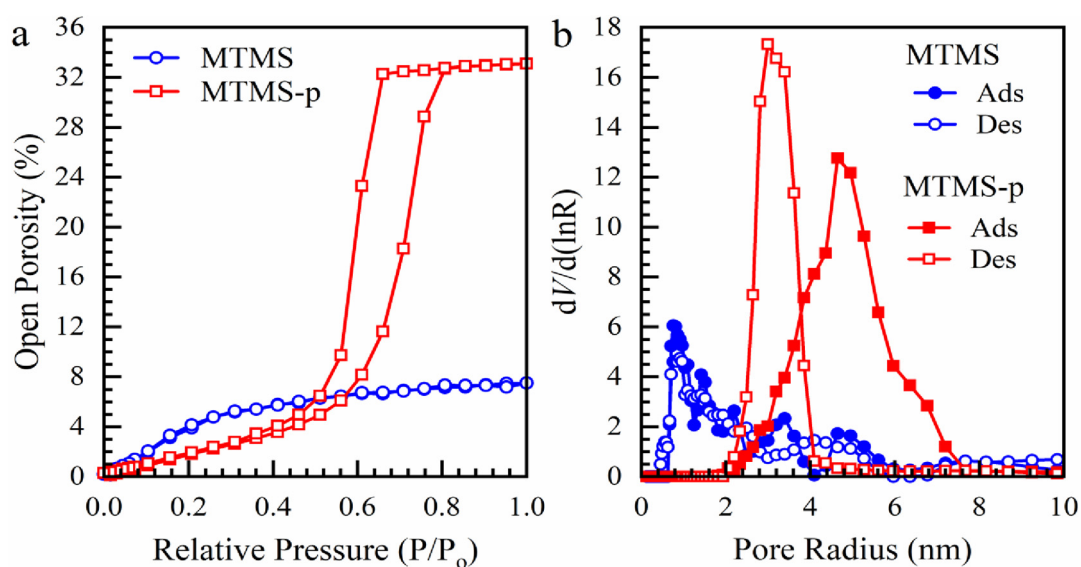 a
MTMS
MTMS-p
Open Porosity (%)
36
32
28
24
20
16
12
8
4
0
0.0
0.2
0.4
0.6
0.8
1.0
Relative Pressure (P/Po)
b
MTMS
Ads
Des
MTMS-p
Ads
Des
dV/d(lnR)
18
16
14
12
10
8
6
4
2
0
0
2
4
6
8
10
Pore Radius (nm)